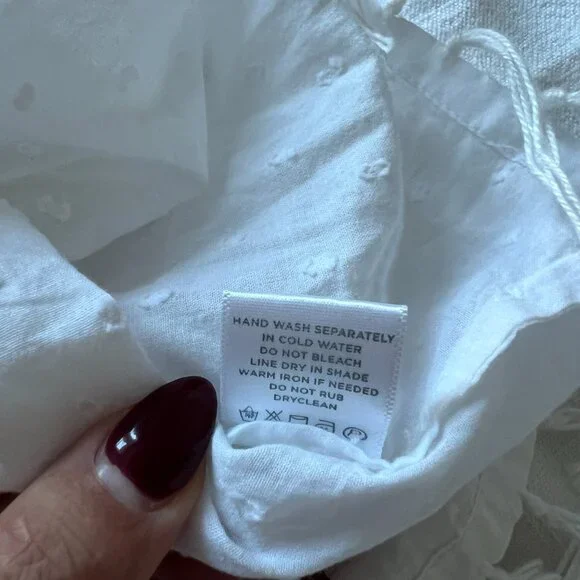 HAND WASH SEPARATELY
IN COLD WATER
DO NOT BLEACH
LINE DRY IN SHADE
WARM IRON IF NEEDED
DO NOT RUB
DRYCLEAN